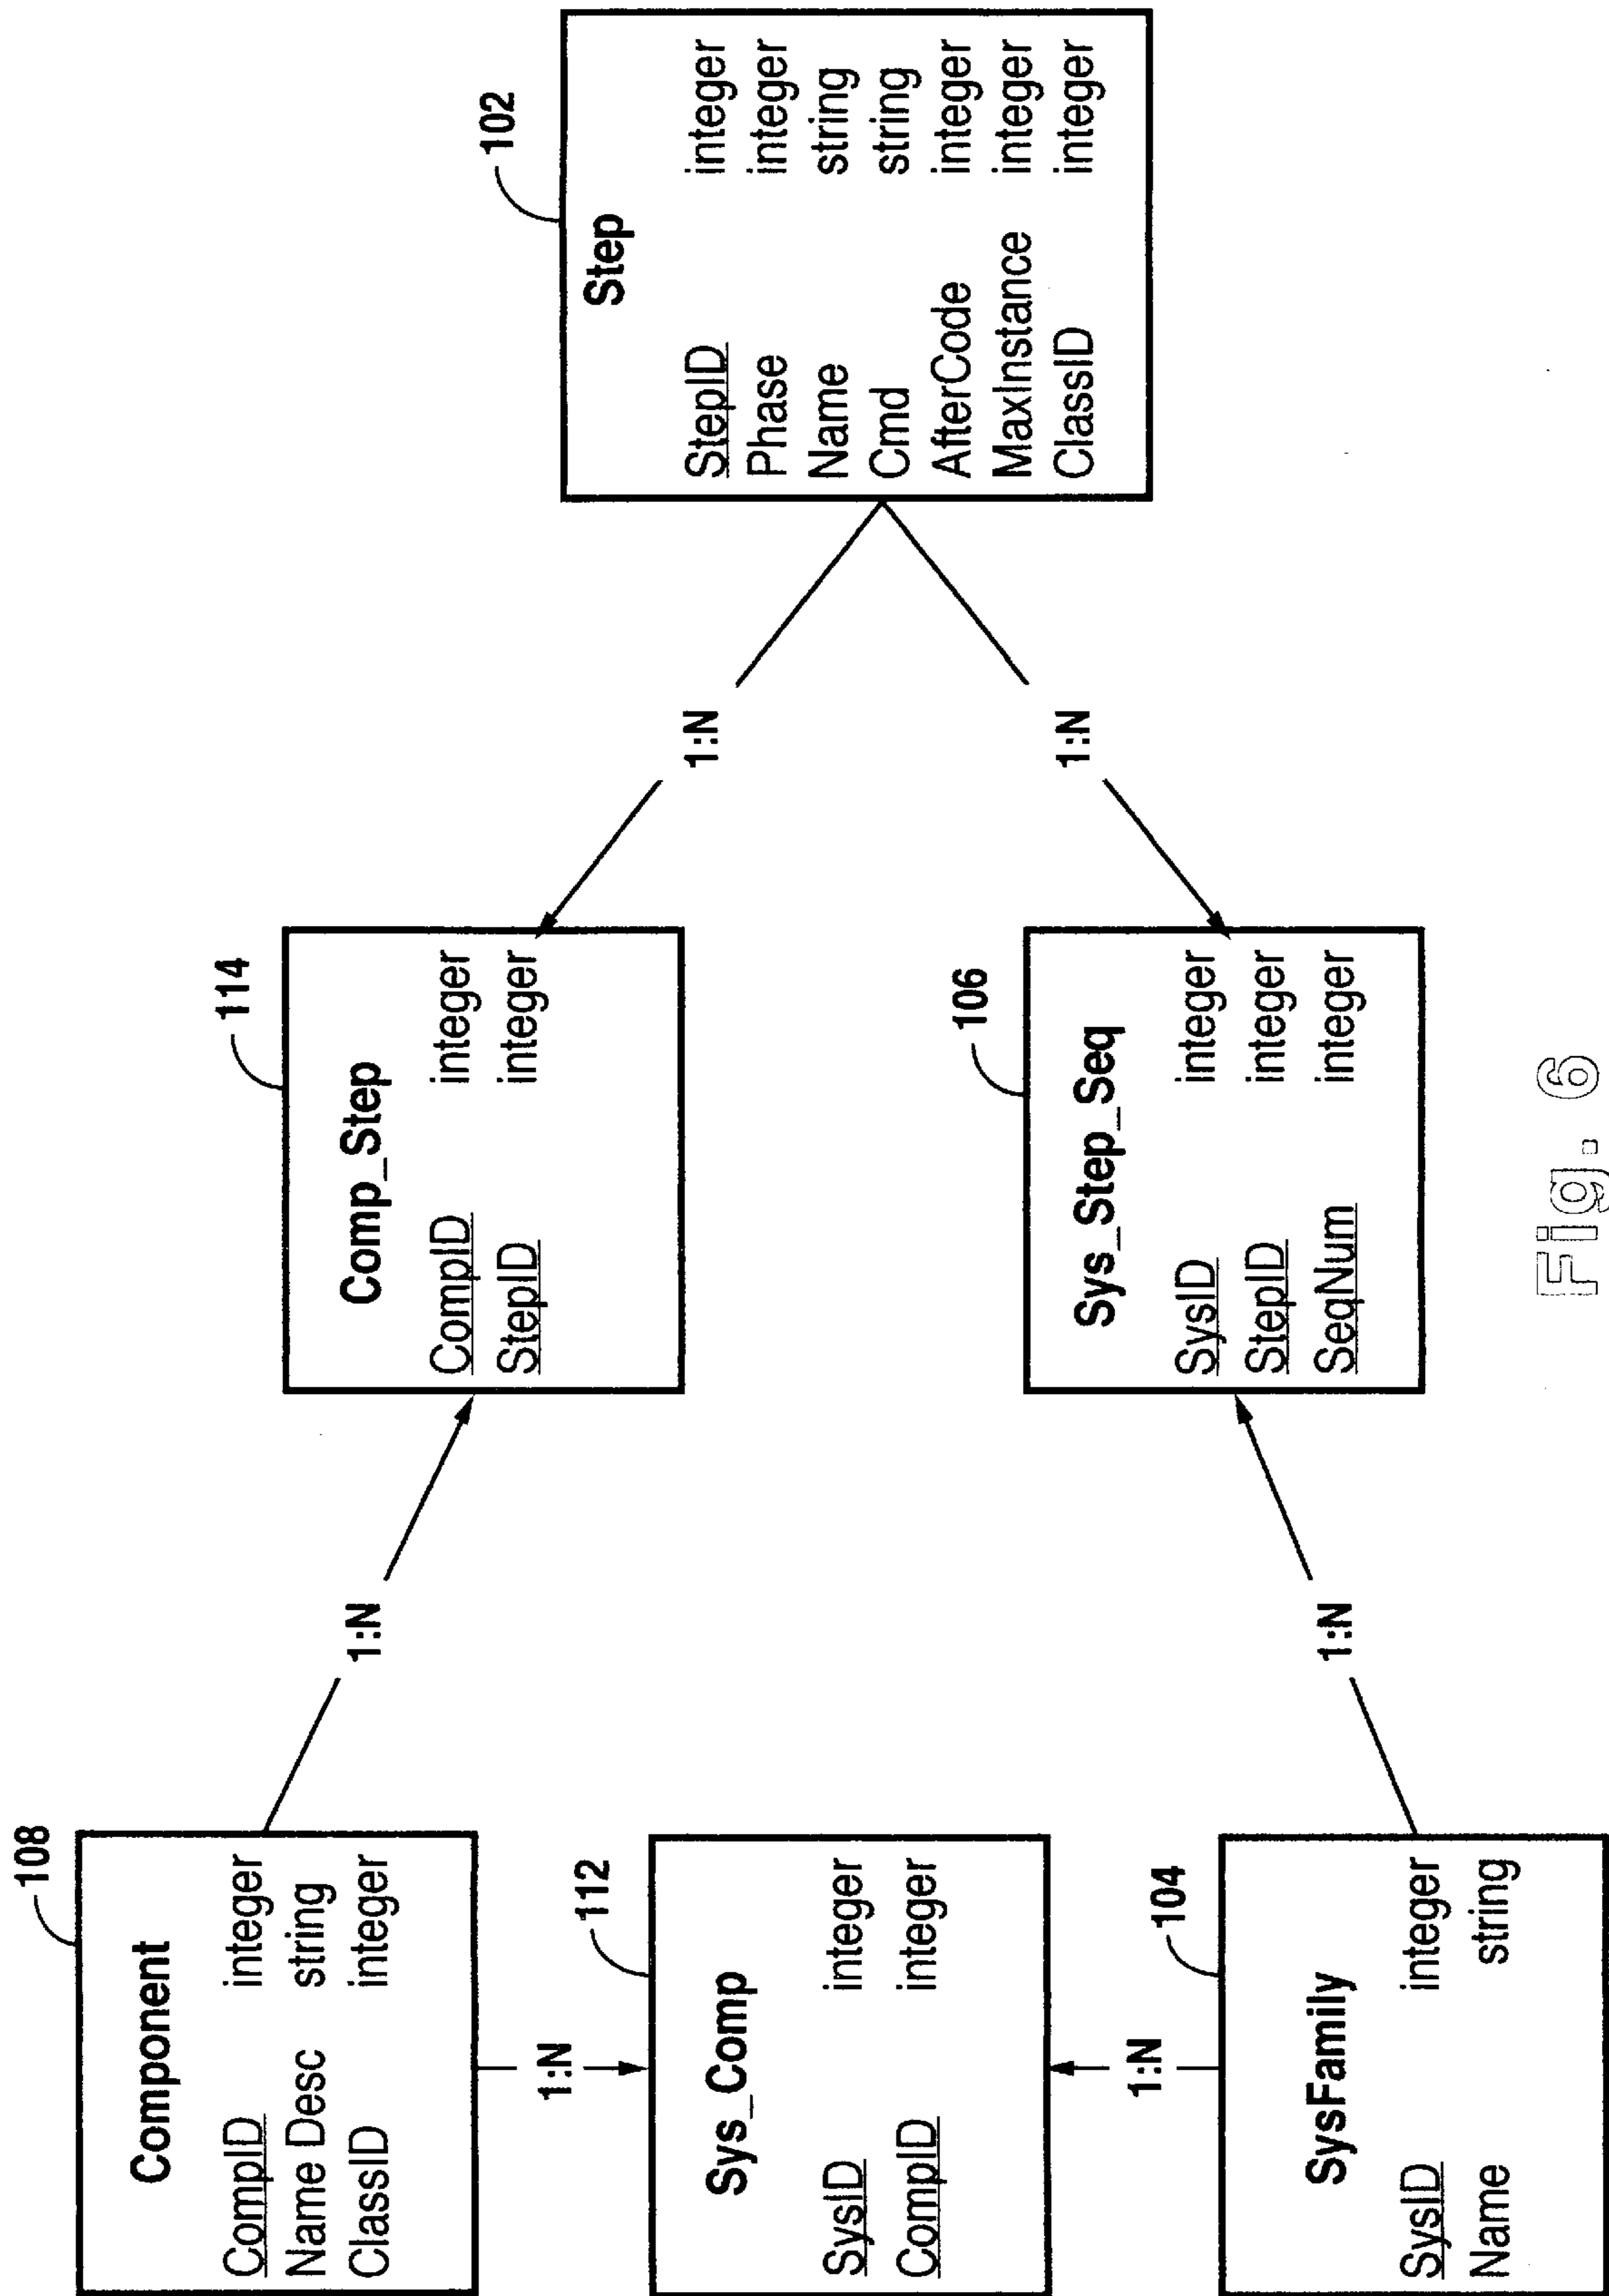 108
Component
CompID integer
Name Desc string
ClassID integer
1:N
112
Sys_Comp
SysID integer
CompID integer
1:N
104
SysFamily
SysID integer
Name string
1:N
114
Comp_Step
CompID integer
StepID integer
1:N
106
Sys_Step_Seq
SysID integer
StepID integer
SeqNum integer
1:N
1:N
102
Step
StepID integer
Phase integer
Name string
Cmd string
AfterCode integer
MaxInstance integer
ClassID integer
Fig. 6